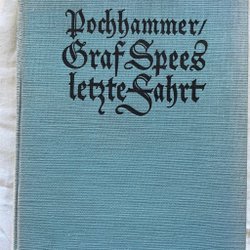 Pochhammer/
Graf Spees
letzte Fahrt